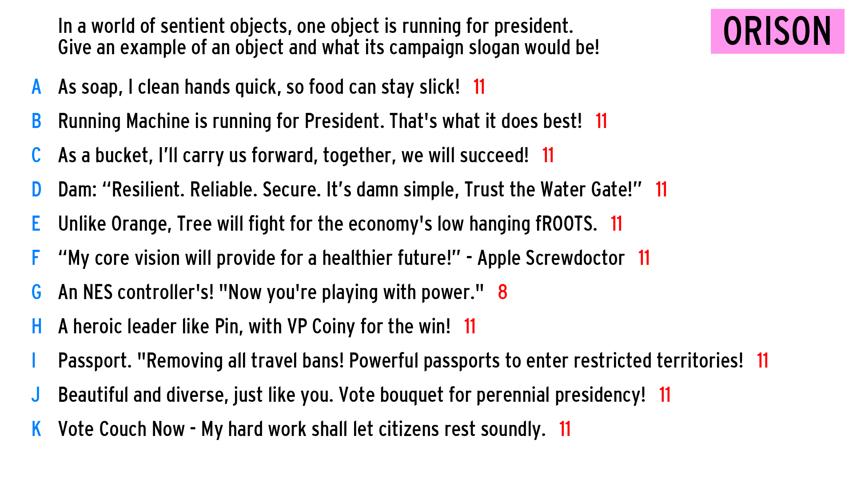 In a world of sentient objects, one object is running for president.
Give an example of an object and what its campaign slogan would be!
ORISON
A As soap, I clean hands quick, so food can stay slick! 11
B Running Machine is running for President. That's what it does best! 11
C As a bucket, I’ll carry us forward, together, we will succeed! 11
D Dam: “Resilient. Reliable. Secure. It’s damn simple, Trust the Water Gate!” 11
E Unlike Orange, Tree will fight for the economy's low hanging fROOTS. 11
F “My core vision will provide for a healthier future!” - Apple Screwdoctor 11
G An NES controller's! "Now you're playing with power." 8
H A heroic leader like Pin, with VP Coiny for the win! 11
I Passport. "Removing all travel bans! Powerful passports to enter restricted territories! 11
J Beautiful and diverse, just like you. Vote bouquet for perennial presidency! 11
K Vote Couch Now - My hard work shall let citizens rest soundly. 11